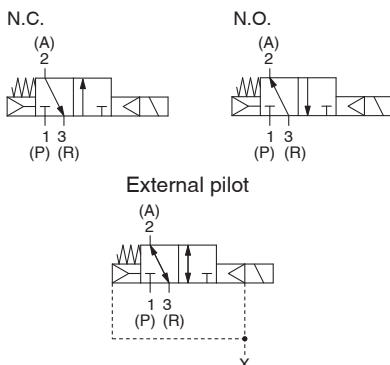 N.C.
(A)
2
1 3
(P) (R)
N.O.
(A)
2
1 3
(P) (R)
External pilot
(A)
2
1 3
(P) (R)
X